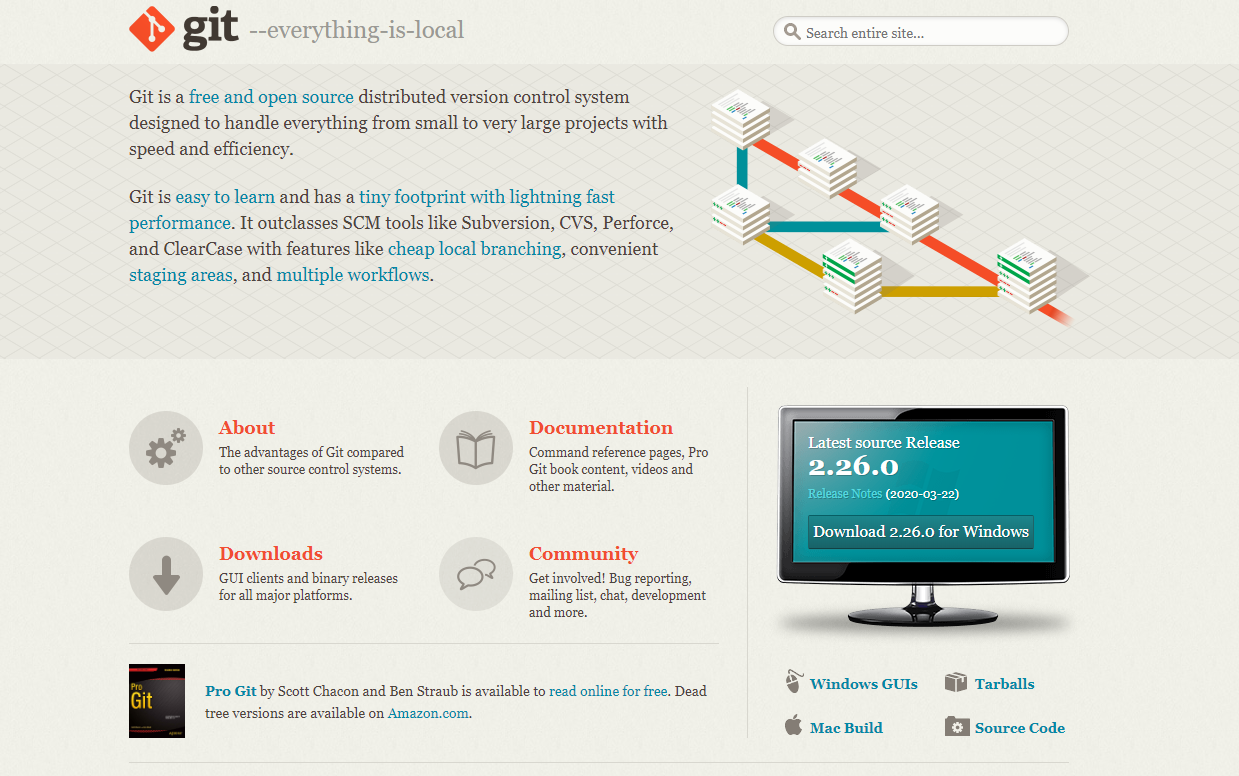 git --everything-is-local
Search entire site...
Git is a free and open source distributed version control system
designed to handle everything from small to very large projects with
speed and efficiency.
Git is easy to learn and has a tiny footprint with lightning fast
performance. It outclasses SCM tools like Subversion, CVS, Perforce,
and ClearCase with features like cheap local branching, convenient
staging areas, and multiple workflows.
About
The advantages of Git compared
to other source control systems.
Documentation
Command reference pages, Pro
Git book content, videos and
other material.
Downloads
GUI clients and binary releases
for all major platforms.
Community
Get involved! Bug reporting,
mailing list, chat, development
and more.
Pro
Git
Pro Git by Scott Chacon and Ben Straub is available to read online for free. Dead
tree versions are available on Amazon.com.
Latest source Release
2.26.0
Release Notes (2020-03-22)
Download 2.26.0 for Windows
Windows GUIs
Tarballs
Mac Build
Source Code